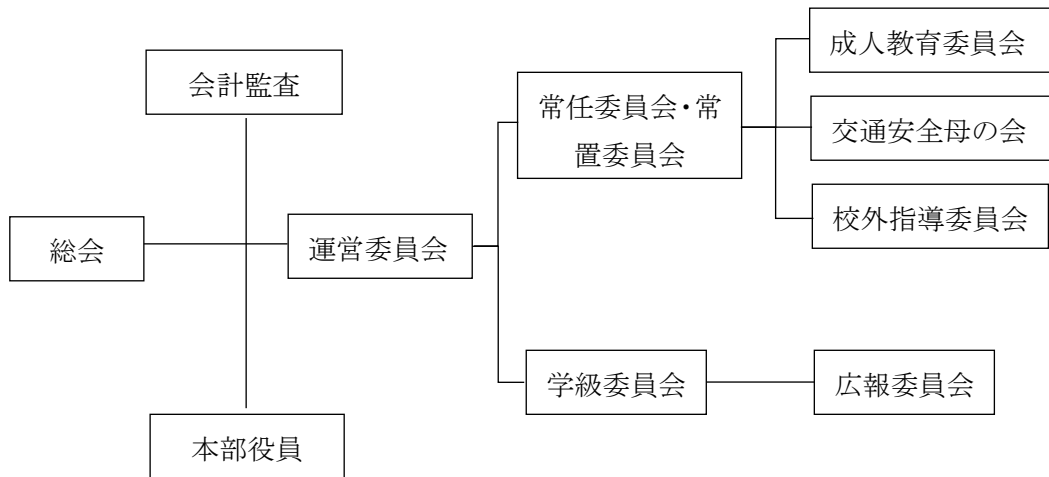 成人教育委員会
会計監査
常任委員会・常
置委員会
交通安全母の会
校外指導委員会
総会
運営委員会
学級委員会
広報委員会
本部役員